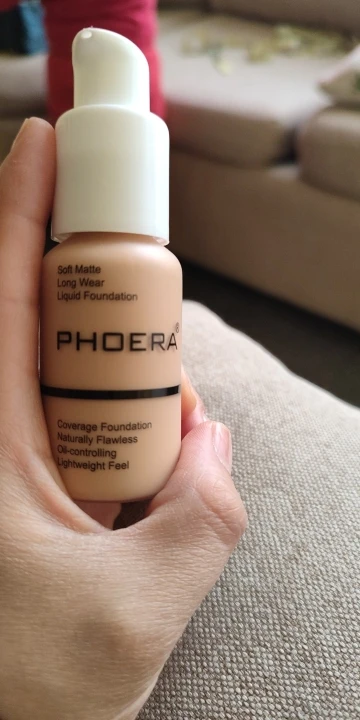 Soft Matte
Long Wear
Liquid Foundation
PHOERA®
Coverage Foundation
Naturally Flawless
Oil-controlling
Lightweight Feel